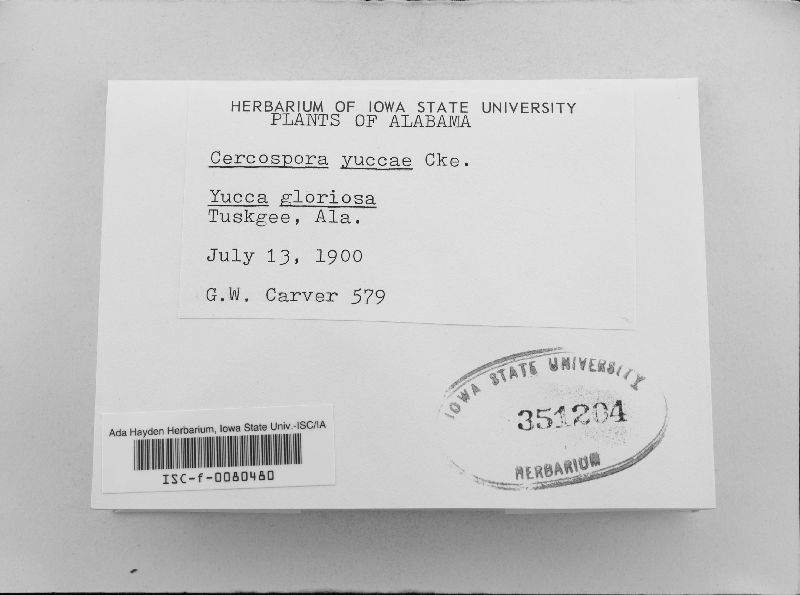 HERBARIUM OF IOWA STATE UNIVERSITY
PLANTS OF ALABAMA
Cercospora yuccae Cke.
Yucca gloriosa
Tuskgee, Ala.
July 13, 1900
G.W. Carver 579
IOWA STATE UNIVERSITY
351204
HERBARIUM
Ada Hayden Herbarium, Iowa State Univ.-ISC/IA
ISC-f-0080480